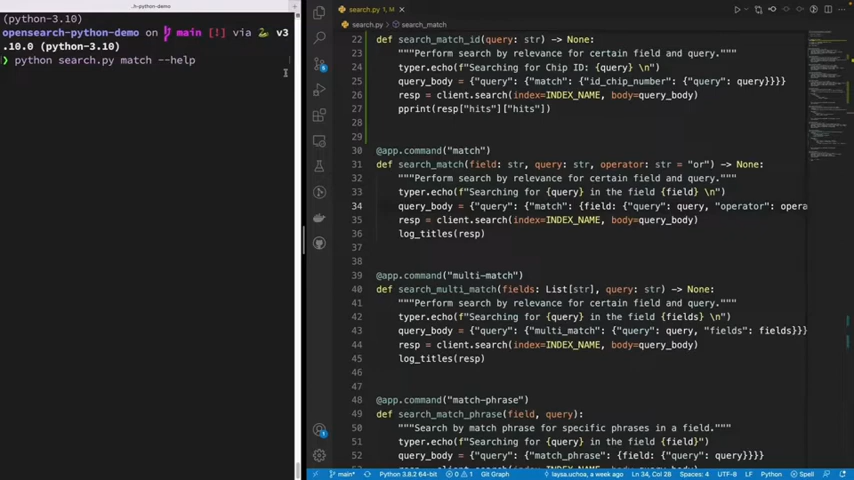 .h-python-demo
(python-3.10)
opensearch-python-demo on main [!] via v3
.10.0 (python-3.10)
❯ python search.py match --help
search.py 1, M
search.py > search_match
22 def search_match_id(query: str) -> None:
23 """Perform search by relevance for certain field and query."""
24 typer.echo(f"Searching for Chip ID: {query} \n")
25 query_body = {"query": {"match": {"id_chip_number": {"query": query}}}}
26 resp = client.search(index=INDEX_NAME, body=query_body)
27 pprint(resp["hits"]["hits"])
28
29
30 @app.command("match")
31 def search_match(field: str, query: str, operator: str = "or") -> None:
32 """Perform search by relevance for certain field and query."""
33 typer.echo(f"Searching for {query} in the field {field} \n")
34 query_body = {"query": {"match": {field: {"query": query, "operator": opera
35 resp = client.search(index=INDEX_NAME, body=query_body)
36 log_titles(resp)
37
38
39 @app.command("multi-match")
40 def search_multi_match(fields: List[str], query: str) -> None:
41 """Perform search by relevance for certain field and query."""
42 typer.echo(f"Searching for {query} in the field {fields} \n")
43 query_body = {"query": {"multi_match": {"query": query, "fields": fields}}}
44 resp = client.search(index=INDEX_NAME, body=query_body)
45 log_titles(resp)
46
47
48 @app.command("match-phrase")
49 def search_match_phrase(field, query):
50 """Search by match phrase for specific phrases in a field."""
51 typer.echo(f"Searching for {query} in the field {field}")
52 query_body = {"query": {"match_phrase": {field: {"query": query}}}}
53 resp = client.search(index=INDEX_NAME, body=query_body)
main* Python 3.8.2 64-bit 0 1 Git Graph laysa.uchoa, a week ago Ln 34, Col 28 Spaces: 4 UTF-8 LF Python Spell